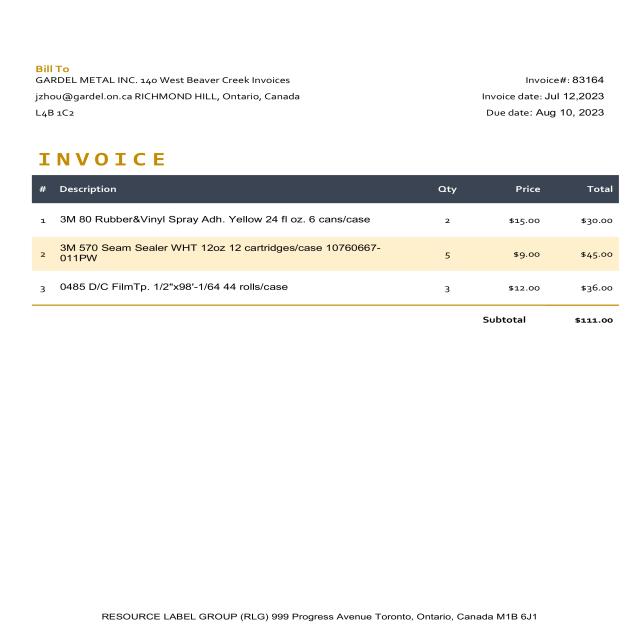 Bill To
GARDEL METAL INC. 140 West Beaver Creek Invoices
Invoice#: 83164
jzhou@gardel.on.ca RICHMOND HILL, Ontario, Canada
Invoice date: Jul 12,2023
L4B 1C2
Due date: Aug 10, 2023
INVOICE
# Description Qty Price Total
1 3M 80 Rubber&Vinyl Spray Adh. Yellow 24 fl oz. 6 cans/case 2 $15.00 $30.00
2 3M 570 Seam Sealer WHT 12oz 12 cartridges/case 10760667-
011PW 5 $9.00 $45.00
3 0485 D/C FilmTp. 1/2"x98'-1/64 44 rolls/case 3 $12.00 $36.00
Subtotal $111.00
RESOURCE LABEL GROUP (RLG) 999 Progress Avenue Toronto, Ontario, Canada M1B 6J1